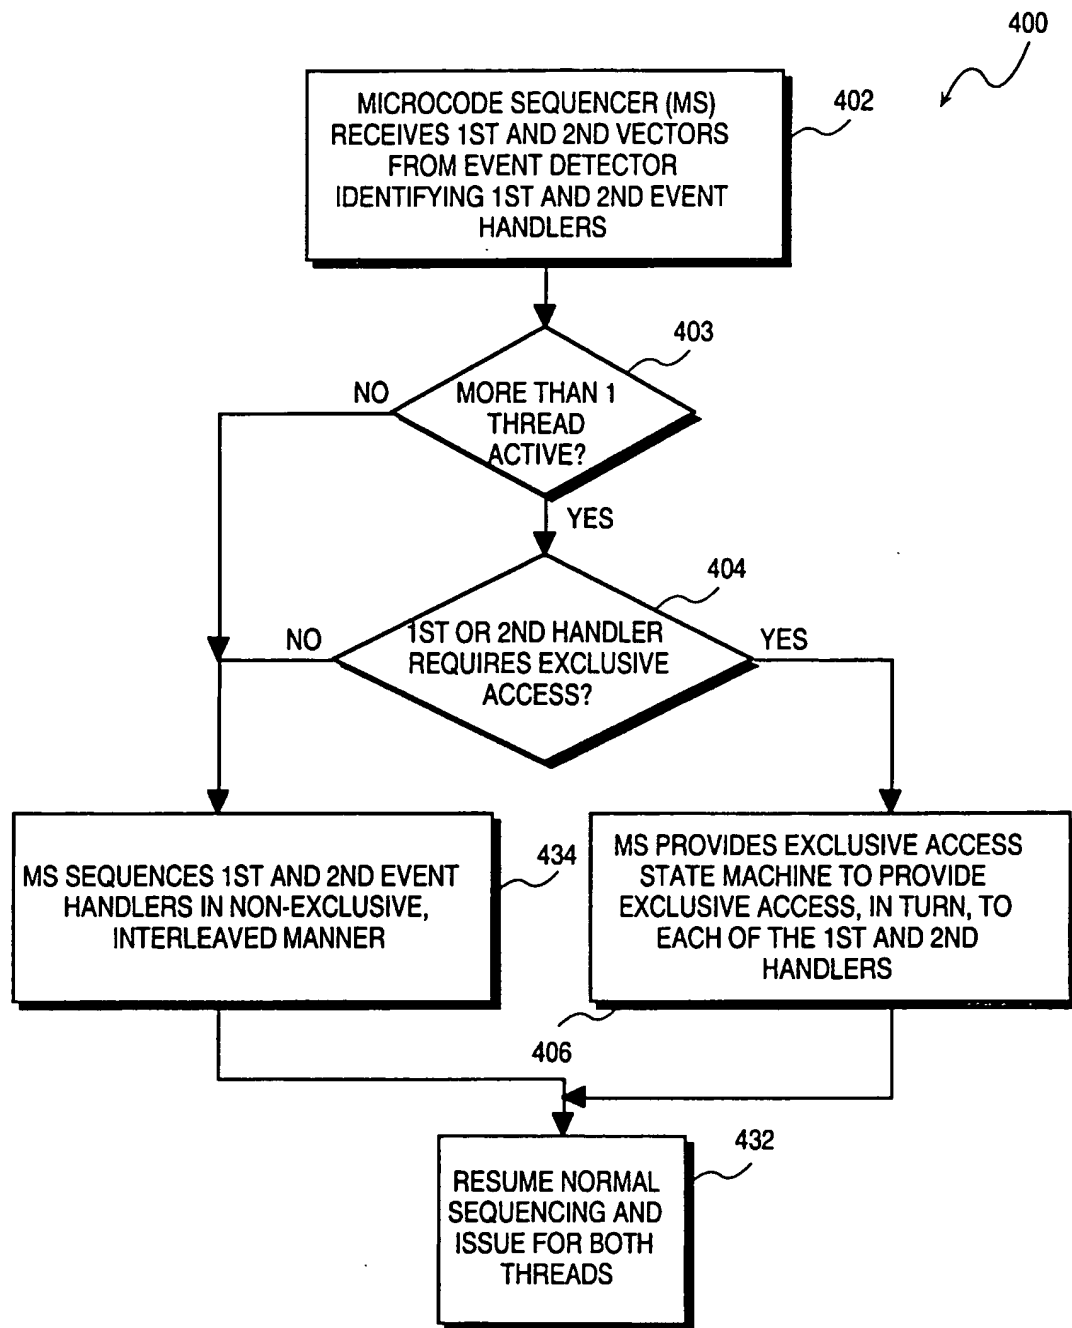 400
MICROCODE SEQUENCER (MS)
RECEIVES 1ST AND 2ND VECTORS
FROM EVENT DETECTOR
IDENTIFYING 1ST AND 2ND EVENT
HANDLERS
402
403
NO
MORE THAN 1
THREAD
ACTIVE?
YES
404
NO
1ST OR 2ND HANDLER
REQUIRES EXCLUSIVE
ACCESS?
YES
MS SEQUENCES 1ST AND 2ND EVENT
HANDLERS IN NON-EXCLUSIVE,
INTERLEAVED MANNER
434
MS PROVIDES EXCLUSIVE ACCESS
STATE MACHINE TO PROVIDE
EXCLUSIVE ACCESS, IN TURN, TO
EACH OF THE 1ST AND 2ND
HANDLERS
406
432
RESUME NORMAL
SEQUENCING AND
ISSUE FOR BOTH
THREADS